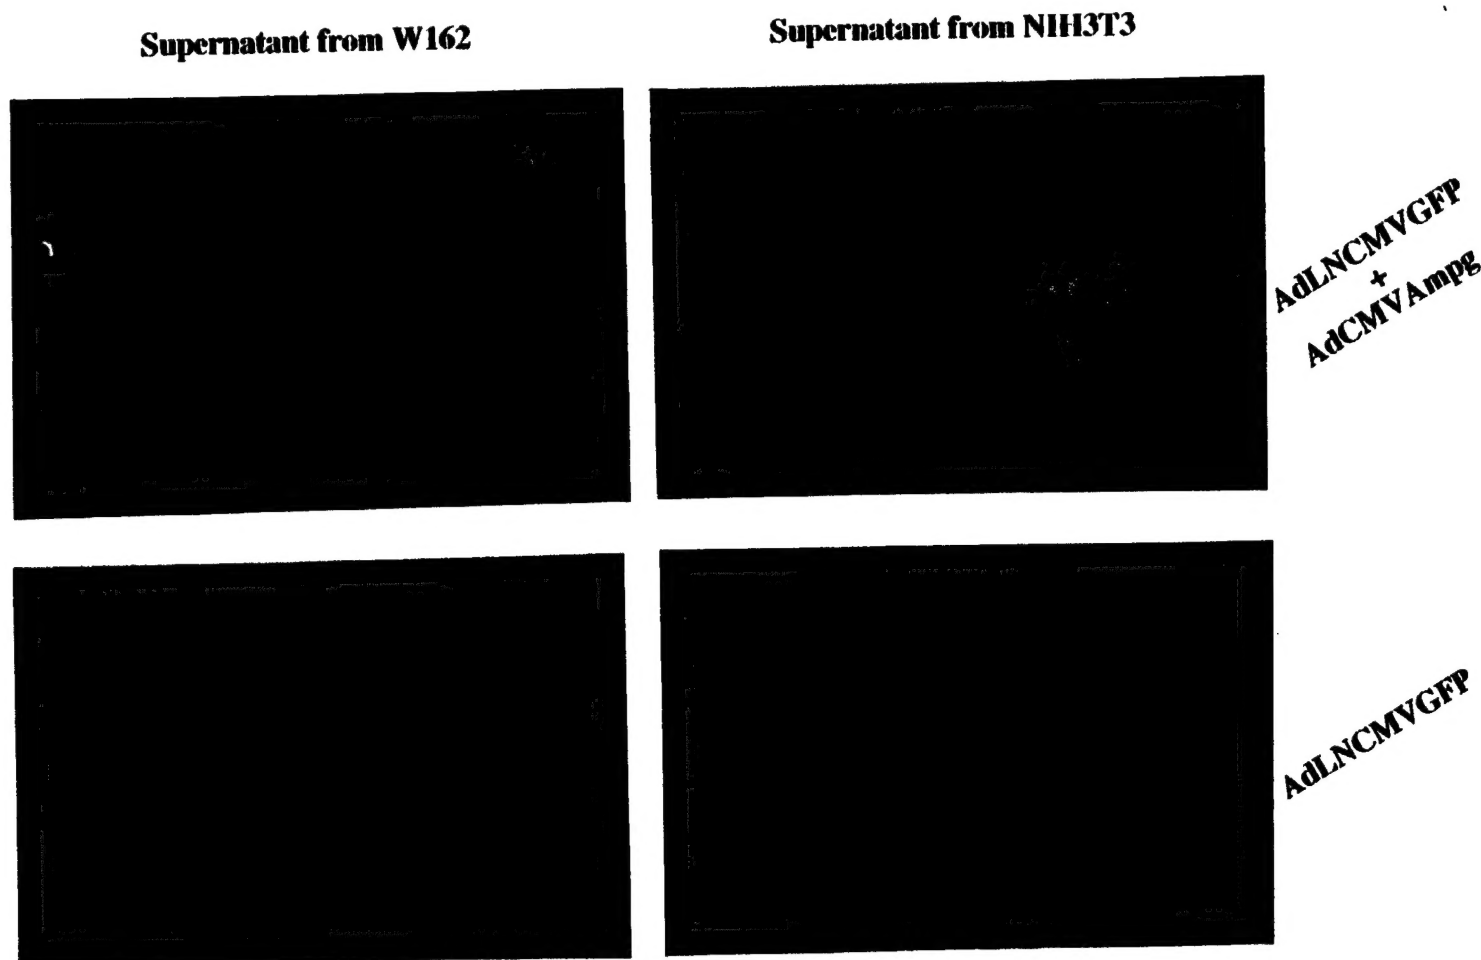 Supernatant from W162
Supernatant from NIH3T3
AdLNCMVGFP
+
AdCMVAmpg
AdLNCMVGFP